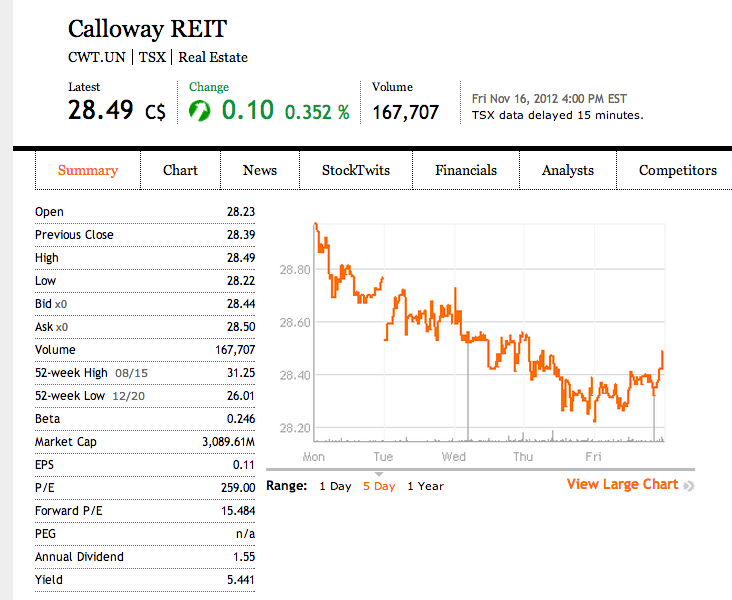 Calloway REIT
CWT.UN | TSX | Real Estate
Latest
28.49 C$
Change
0.10 0.352 %
Volume
167,707
Fri Nov 16, 2012 4:00 PM EST
TSX data delayed 15 minutes.
Summary
Chart
News
StockTwits
Financials
Analysts
Competitors
Open 28.23
Previous Close 28.39
High 28.49
Low 28.22
Bid x0 28.44
Ask x0 28.50
Volume 167,707
52-week High 08/15 31.25
52-week Low 12/20 26.01
Beta 0.246
Market Cap 3,089.61M
EPS 0.11
P/E 259.00
Forward P/E 15.484
PEG n/a
Annual Dividend 1.55
Yield 5.441
28.80
28.60
28.40
28.20
Mon Tue Wed Thu Fri
Range: 1 Day 5 Day 1 Year
View Large Chart